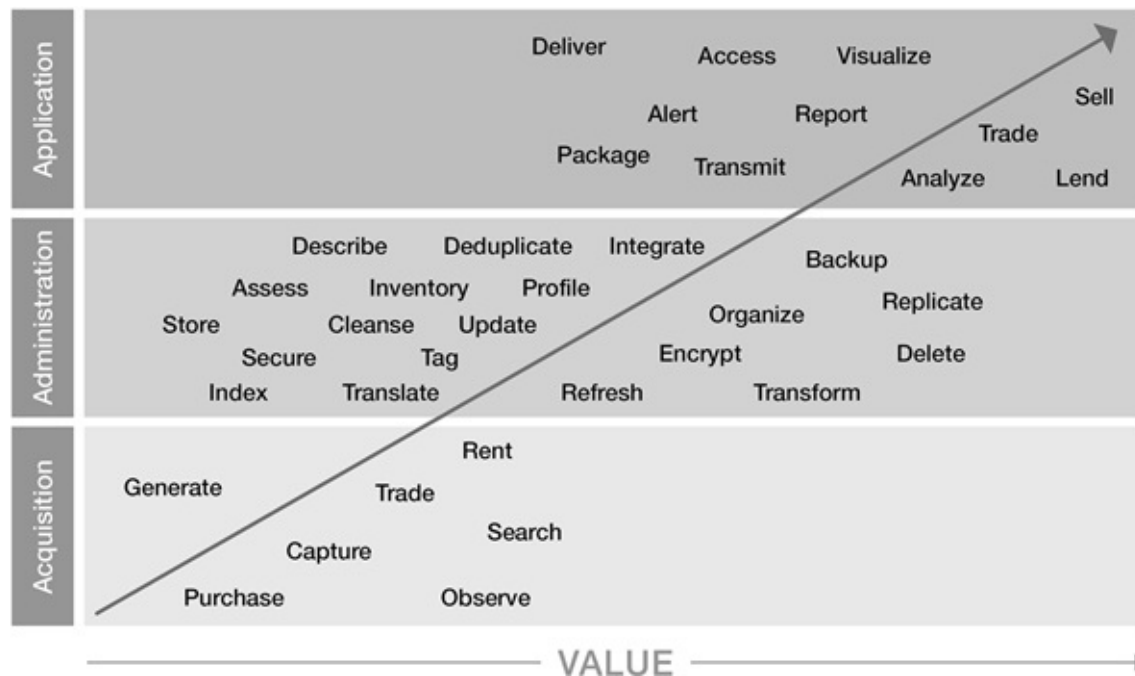 Application
Deliver
Access
Visualize
Sell
Alert
Report
Trade
Package
Transmit
Analyze
Lend
Administration
Describe
Deduplicate
Integrate
Backup
Assess
Inventory
Profile
Replicate
Store
Cleanse
Update
Organize
Secure
Tag
Encrypt
Delete
Index
Translate
Refresh
Transform
Acquisition
Rent
Generate
Trade
Search
Capture
Purchase
Observe
VALUE